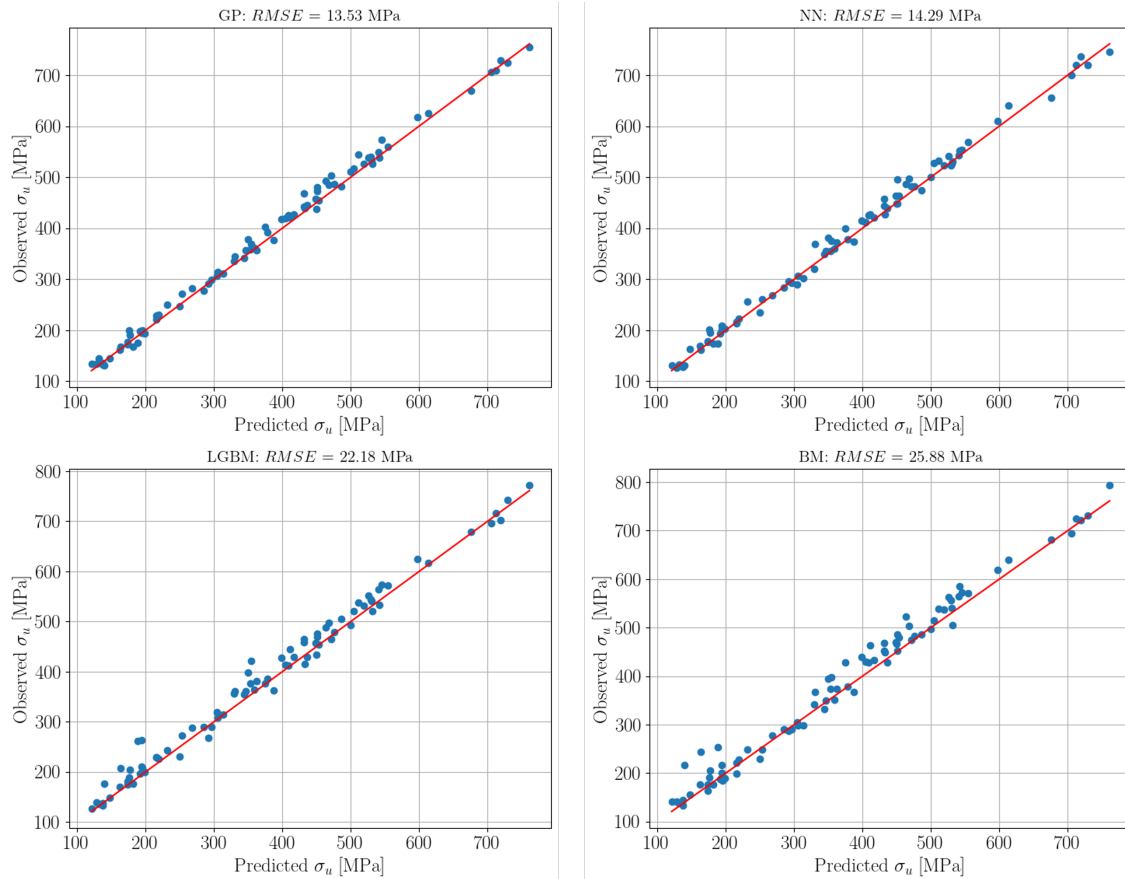 GP: RMSE = 13.53 MPa
700
600
500
400
300
200
100
Observed σu [MPa]
100 200 300 400 500 600 700
Predicted σu [MPa]
NN: RMSE = 14.29 MPa
700
600
500
400
300
200
100
Observed σu [MPa]
100 200 300 400 500 600 700
Predicted σu [MPa]
LGBM: RMSE = 22.18 MPa
800
700
600
500
400
300
200
100
Observed σu [MPa]
100 200 300 400 500 600 700
Predicted σu [MPa]
BM: RMSE = 25.88 MPa
800
700
600
500
400
300
200
100
Observed σu [MPa]
100 200 300 400 500 600 700
Predicted σu [MPa]